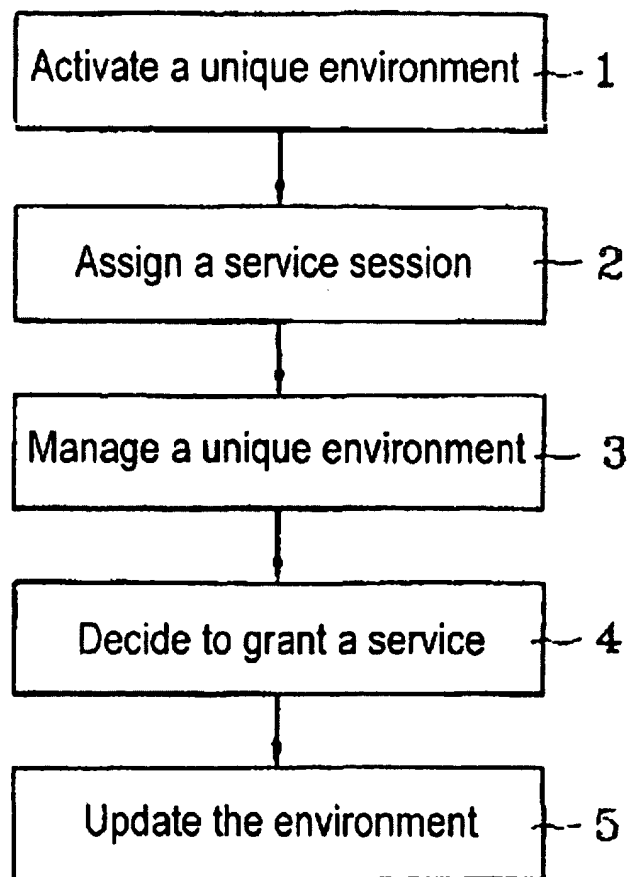 Activate a unique environment 1
Assign a service session 2
Manage a unique environment 3
Decide to grant a service 4
Update the environment 5